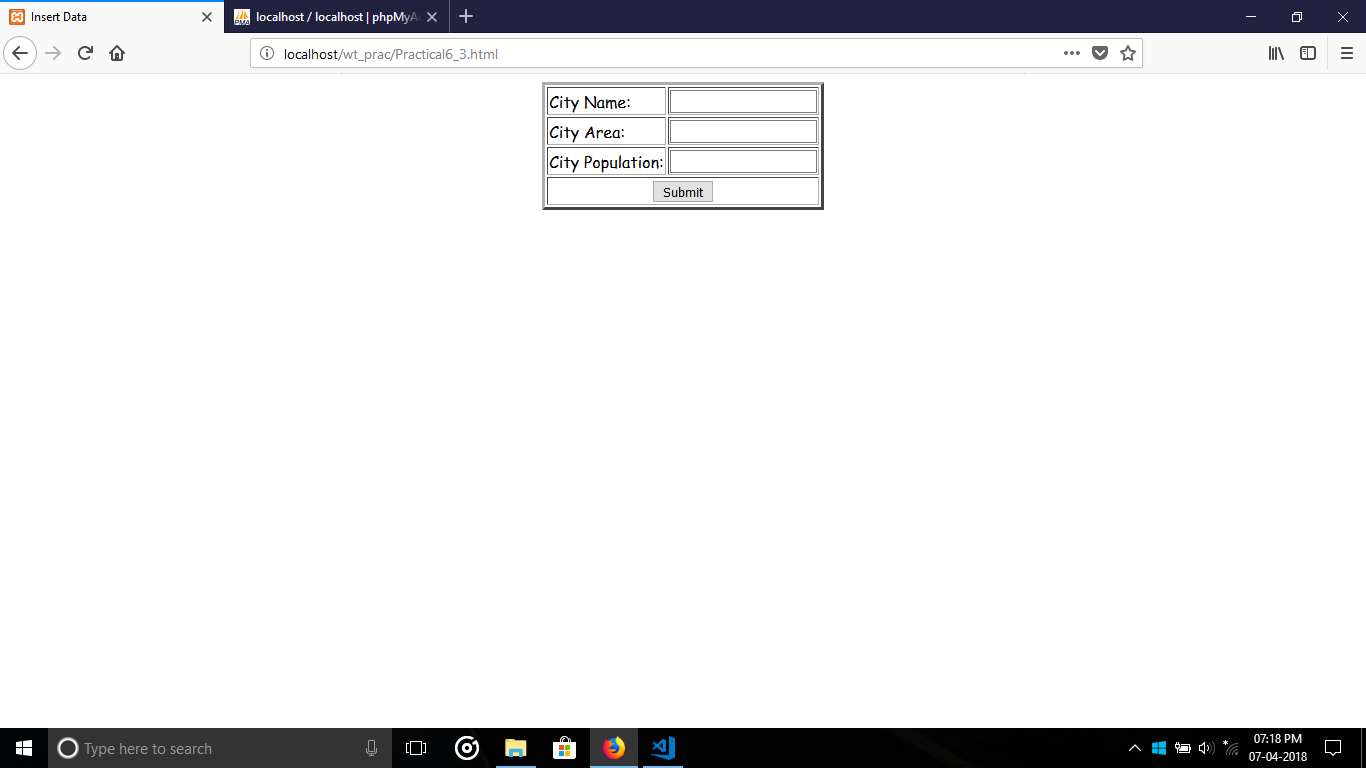 Insert Data
localhost / localhost | phpMyA
localhost/wt_prac/Practical6_3.html
City Name:
City Area:
City Population:
Submit
Type here to search
07:18 PM
07-04-2018